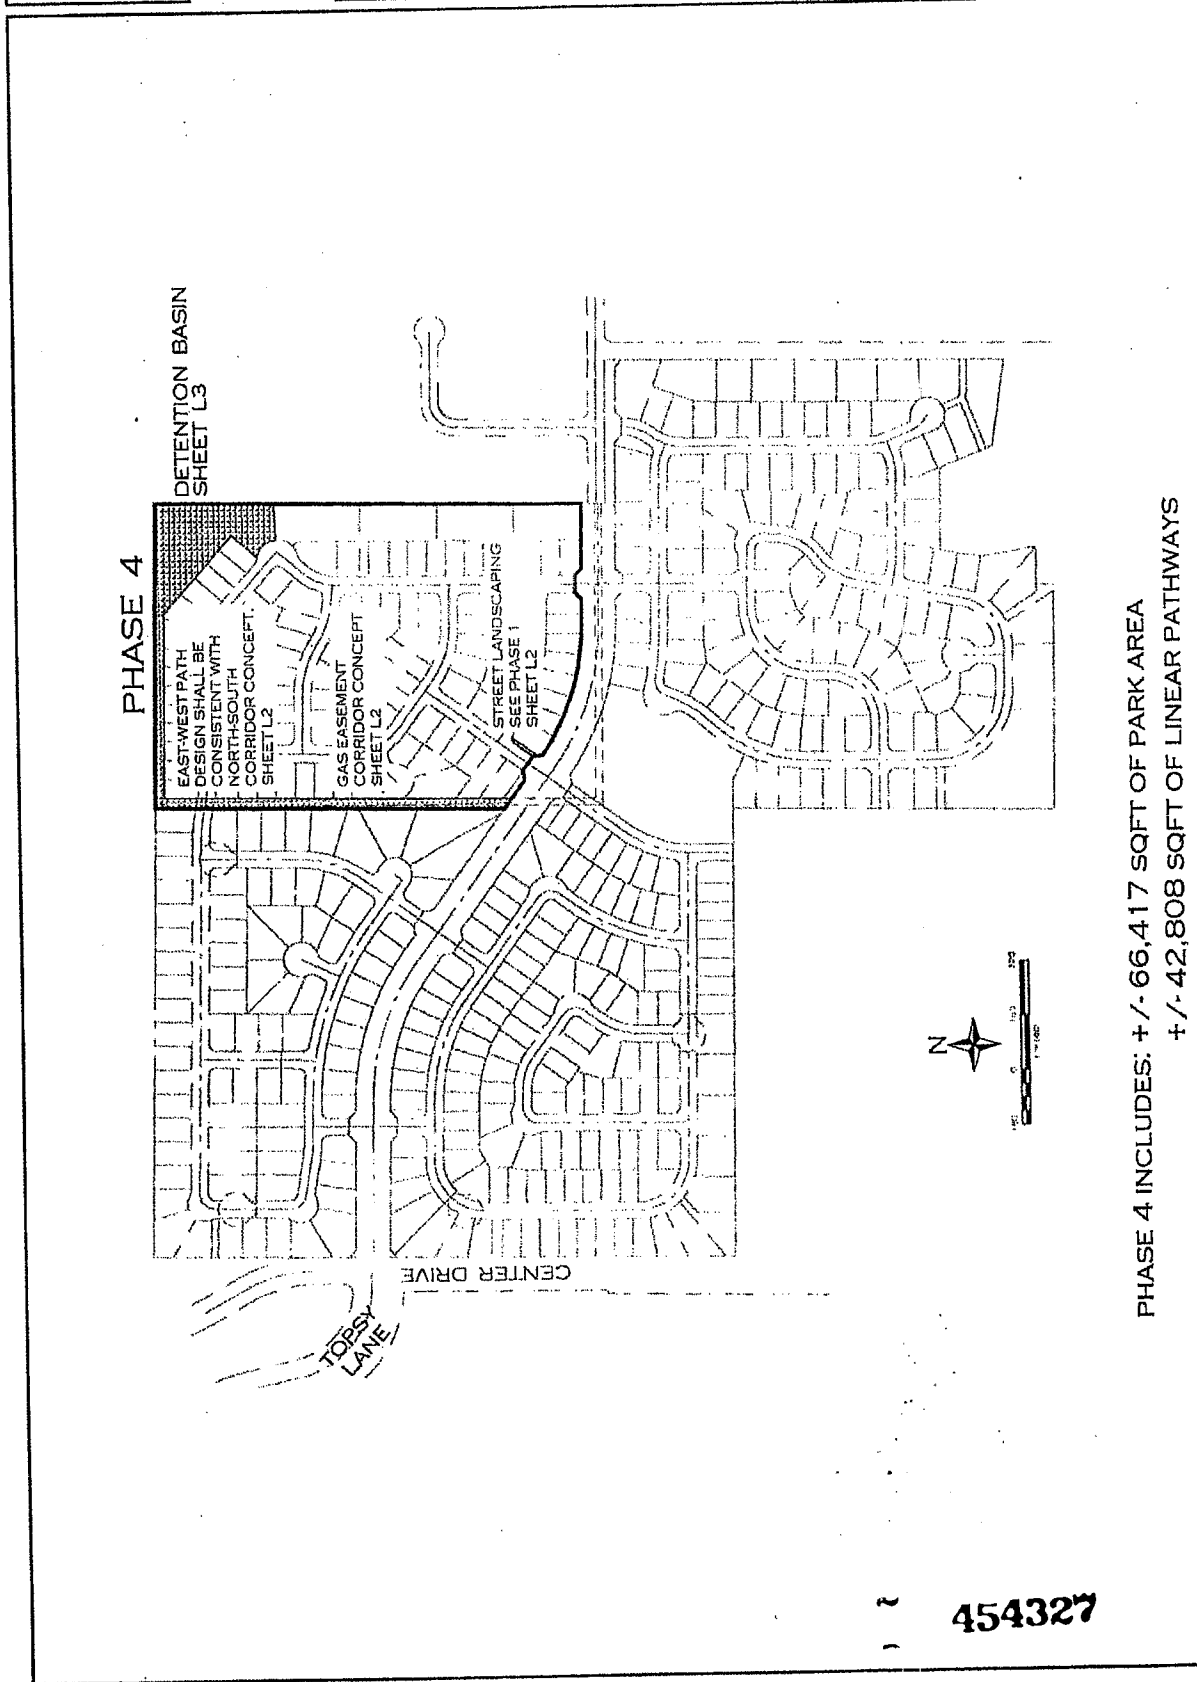 PHASE 4
DETENTION BASIN
SHEET L3
EAST-WEST PATH
DESIGN SHALL BE
CONSISTENT WITH
NORTH-SOUTH
CORRIDOR CONCEPT.
SHEET L2
GAS EASEMENT
CORRIDOR CONCEPT
SHEET L2
STREET LANDSCAPING
SEE PHASE 1
SHEET L2
CENTER DRIVE
TOPSY
LANE
N
0
PHASE 4 INCLUDES: +/- 66,417 SQFT OF PARK AREA
+/- 42,808 SQFT OF LINEAR PATHWAYS
454327